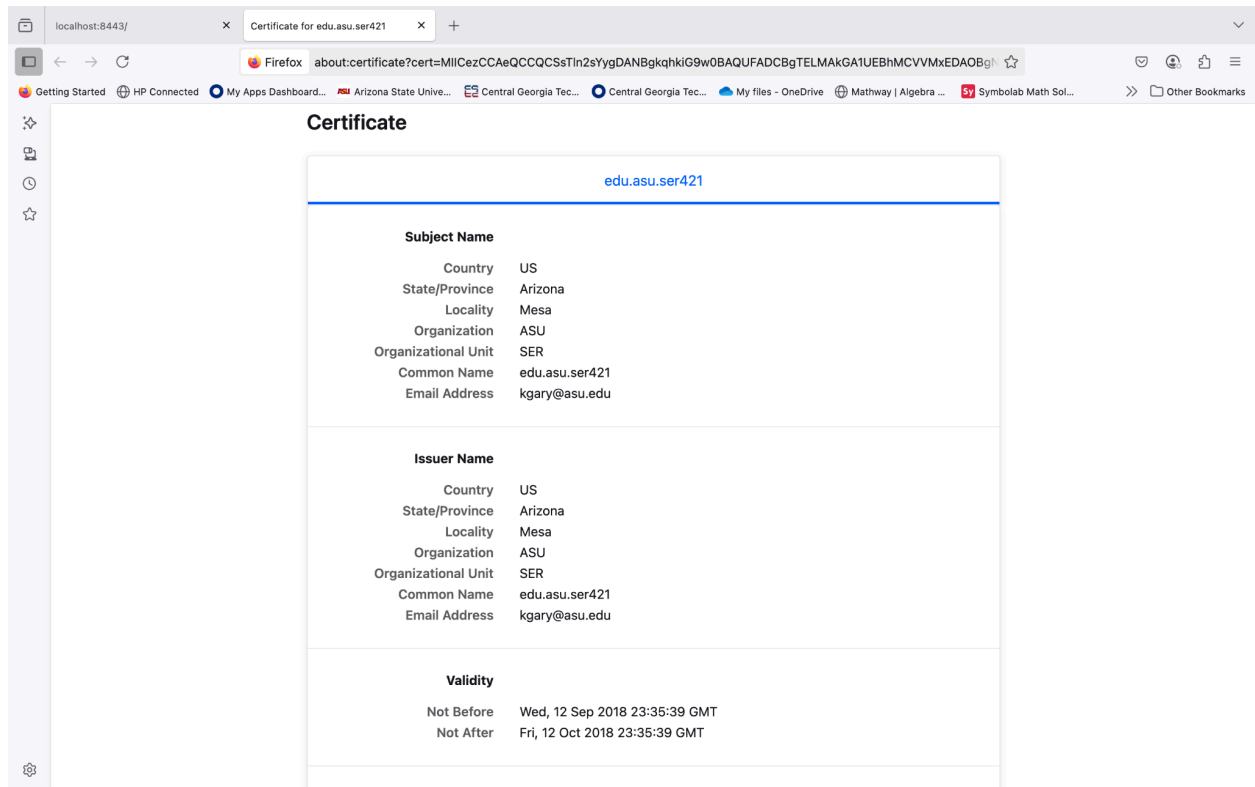 localhost:8443/
Certificate for edu.asu.ser421
Firefox about:certificate?cert=MIICezCCAeQCCQCSsTIn2sYygDANBgkqhkiG9w0BAQUFADCBgTELMAkGA1UEBhMCVVMxEDAOBgN
Getting Started HP Connected My Apps Dashboard... ASU Arizona State Unive... Central Georgia Tec... Central Georgia Tec... My files - OneDrive Mathway | Algebra ... Sy Symbolab Math Sol... Other Bookmarks
Certificate
edu.asu.ser421
Subject Name
Country US
State/Province Arizona
Locality Mesa
Organization ASU
Organizational Unit SER
Common Name edu.asu.ser421
Email Address kgary@asu.edu
Issuer Name
Country US
State/Province Arizona
Locality Mesa
Organization ASU
Organizational Unit SER
Common Name edu.asu.ser421
Email Address kgary@asu.edu
Validity
Not Before Wed, 12 Sep 2018 23:35:39 GMT
Not After Fri, 12 Oct 2018 23:35:39 GMT